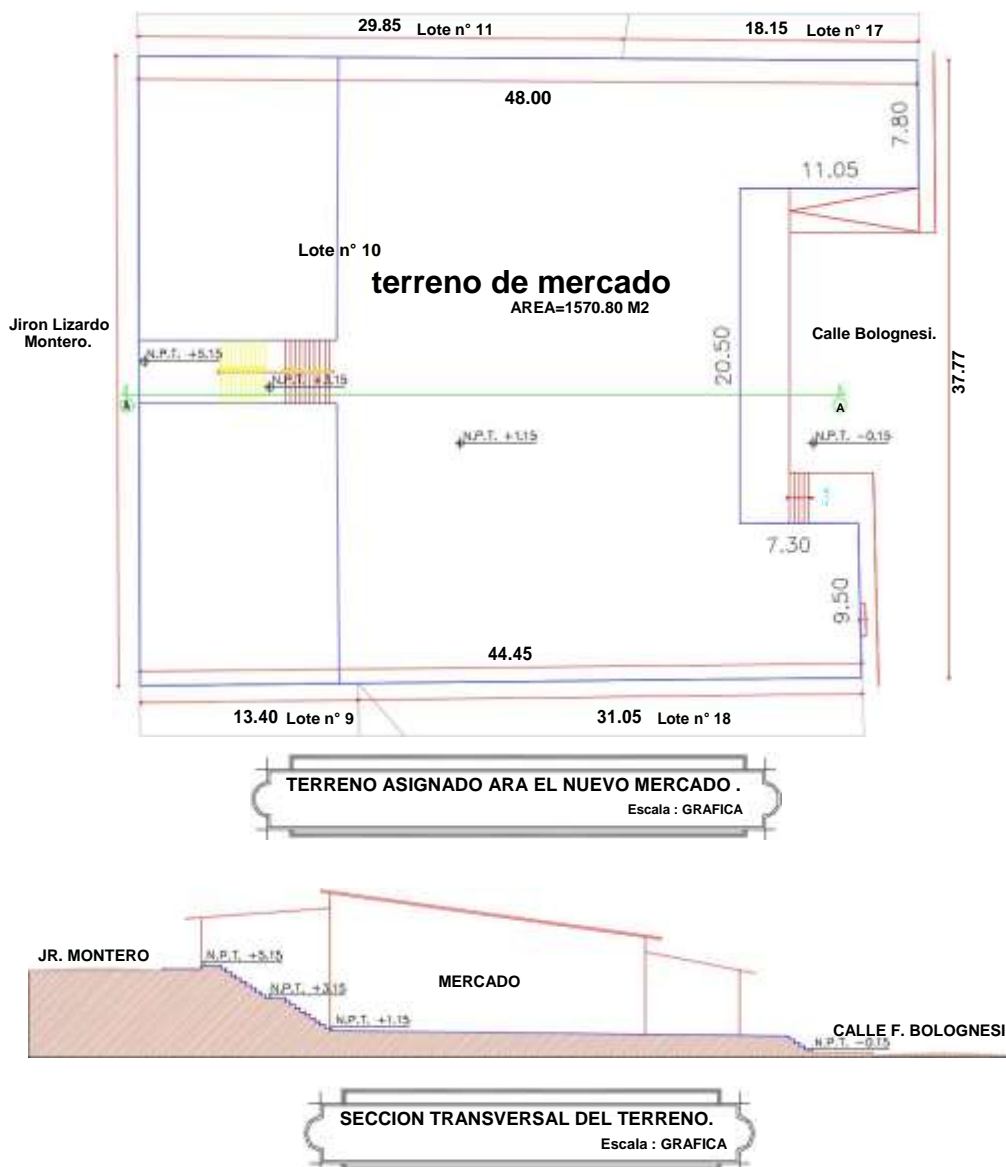 29.85 Lote n° 11
18.15 Lote n° 17
48.00
7.80
11.05
Lote n° 10
terreno de mercado
AREA=1570.80 M2
Jiron Lizardo
Montero.
Calle Bolognesi.
N.P.T. +5.15
N.P.T. +3.15
20.50
37.77
A
N.P.T. +1.15
N.P.T. -0.15
7.30
9.50
44.45
13.40 Lote n° 9
31.05 Lote n° 18
TERRENO ASIGNADO ARA EL NUEVO MERCADO .
Escala : GRAFICA
JR. MONTERO
N.P.T. +5.15
N.P.T. +3.15
MERCADO
N.P.T. +1.15
CALLE F. BOLOGNESI
N.P.T. -0.15
SECCION TRANSVERSAL DEL TERRENO.
Escala : GRAFICA